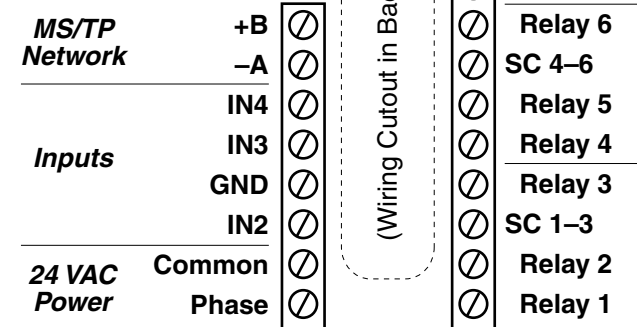 MS/TP
Network
+B
–A
Inputs
IN4
IN3
GND
IN2
24 VAC
Power
Common
Phase
(Wiring Cutout in
Relay 6
SC 4–6
Relay 5
Relay 4
Relay 3
SC 1–3
Relay 2
Relay 1